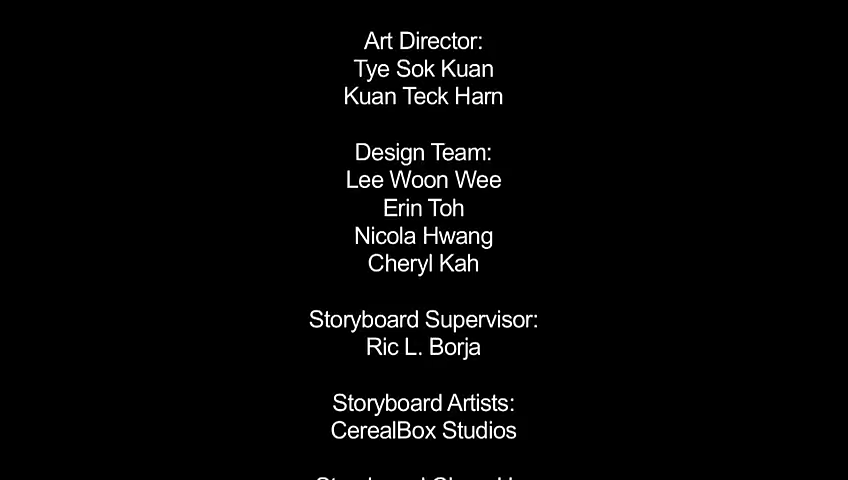 Art Director:
Tye Sok Kuan
Kuan Teck Harn
Design Team:
Lee Woon Wee
Erin Toh
Nicola Hwang
Cheryl Kah
Storyboard Supervisor:
Ric L. Borja
Storyboard Artists:
CerealBox Studios
Storyboard